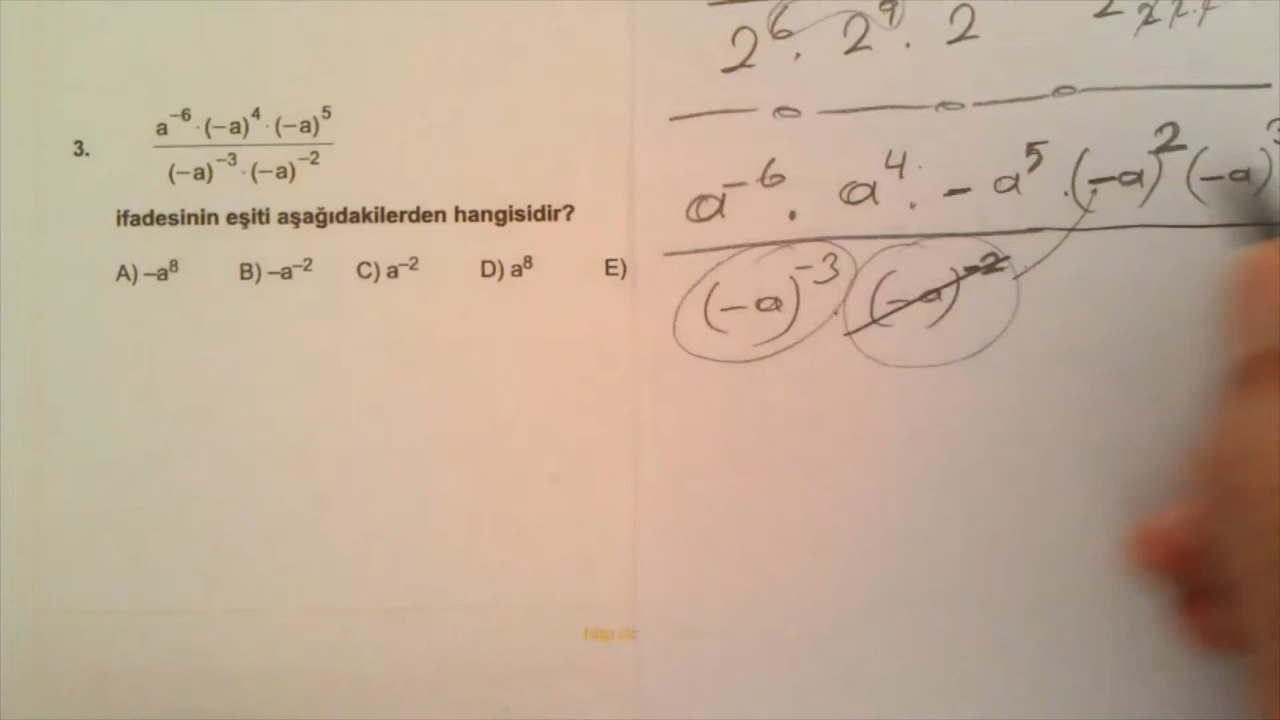 3. a⁻⁶·(−a)⁴·(−a)⁵
(−a)⁻³·(−a)⁻²
ifadesinin eşiti aşağıdakilerden hangisidir?
A) −a⁸ B) −a⁻² C) a⁻² D) a⁸ E)
2⁶ . 2⁹ . 2
a⁻⁶ . a⁴ . − a⁵ . (−a)² (−a)
(−a)⁻³ . (−a)⁻²